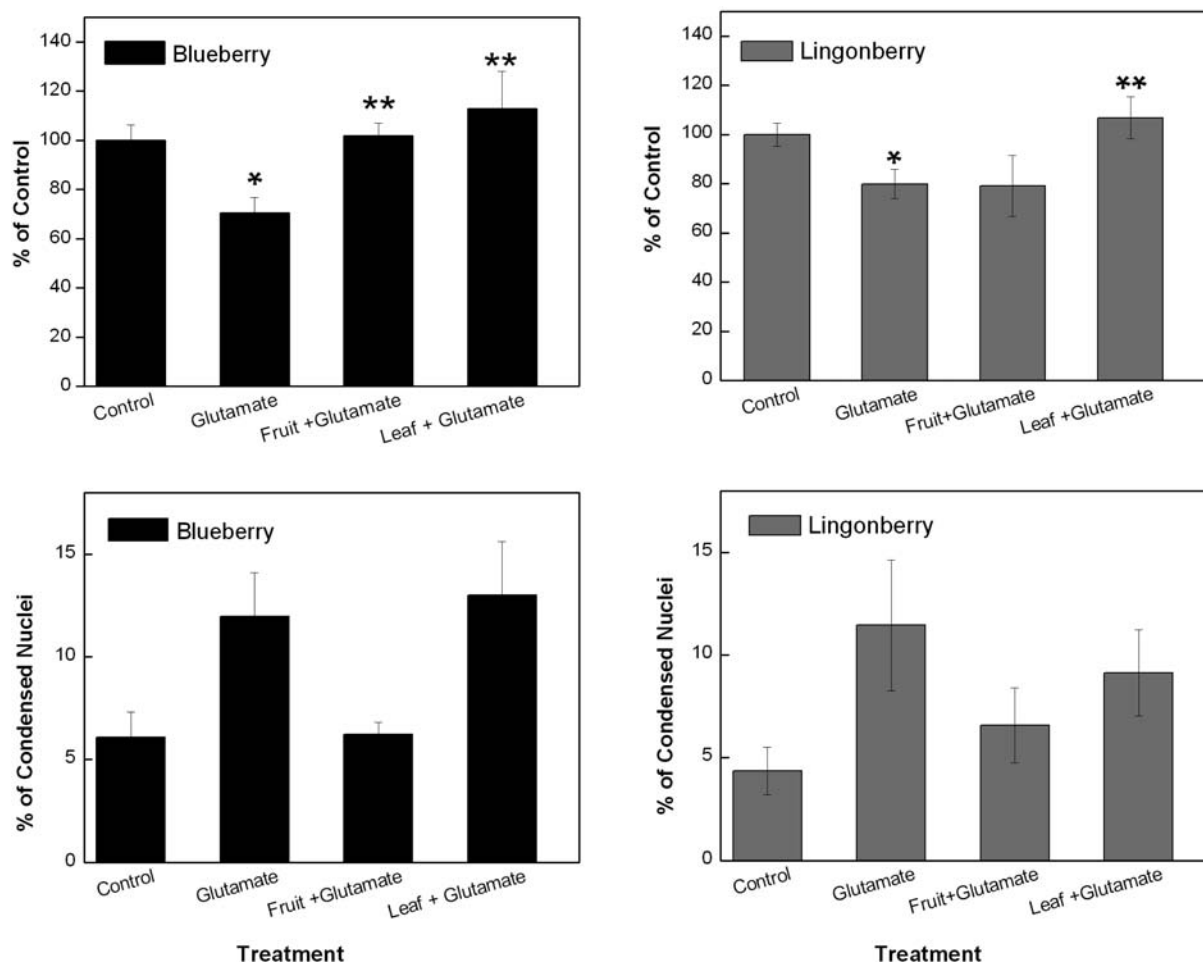 140
120
100
80
60
40
20
0
% of Control
Blueberry
*
**
**
Control
Glutamate
Fruit +Glutamate
Leaf + Glutamate
140
120
100
80
60
40
20
0
% of Control
Lingonberry
*
**
Control
Glutamate
Fruit+Glutamate
Leaf +Glutamate
15
10
5
0
% of Condensed Nuclei
Blueberry
Control
Glutamate
Fruit +Glutamate
Leaf + Glutamate
Treatment
15
10
5
0
% of Condensed Nuclei
Lingonberry
Control
Glutamate
Fruit+Glutamate
Leaf +Glutamate
Treatment